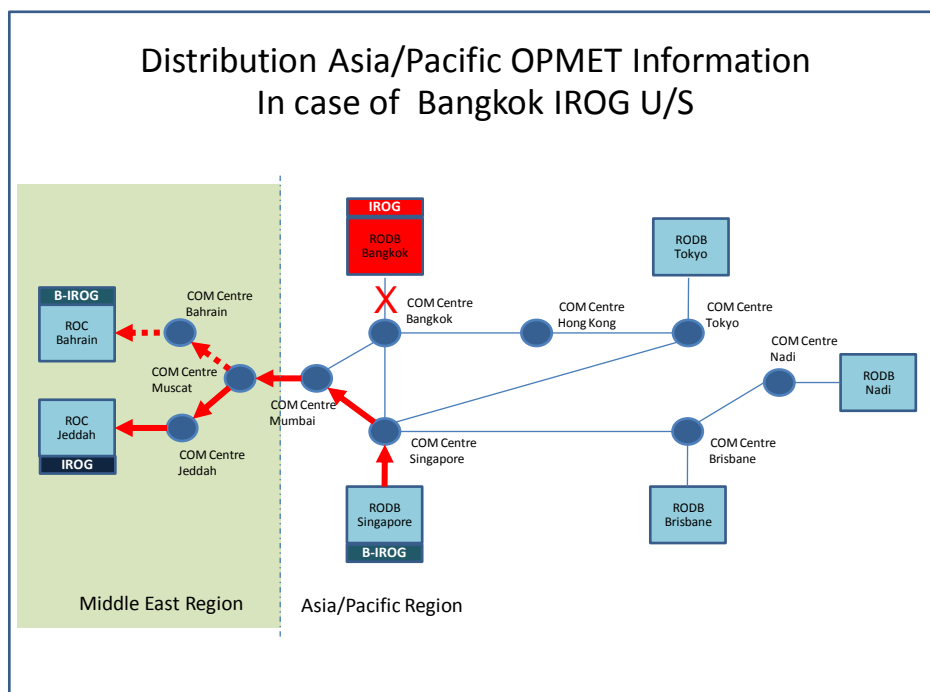 Distribution Asia/Pacific OPMET Information
In case of Bangkok IROG U/S
IROG
RODB
Bangkok
X
RODB
Tokyo
B-IROG
ROC
Bahrain
COM Centre
Bahrain
COM Centre
Bangkok
COM Centre
Hong Kong
COM Centre
Tokyo
COM Centre
Nadi
RODB
Nadi
COM Centre
Muscat
COM Centre
Mumbai
ROC
Jeddah
IROG
COM Centre
Jeddah
COM Centre
Singapore
COM Centre
Brisbane
RODB
Singapore
B-IROG
RODB
Brisbane
Middle East Region
Asia/Pacific Region